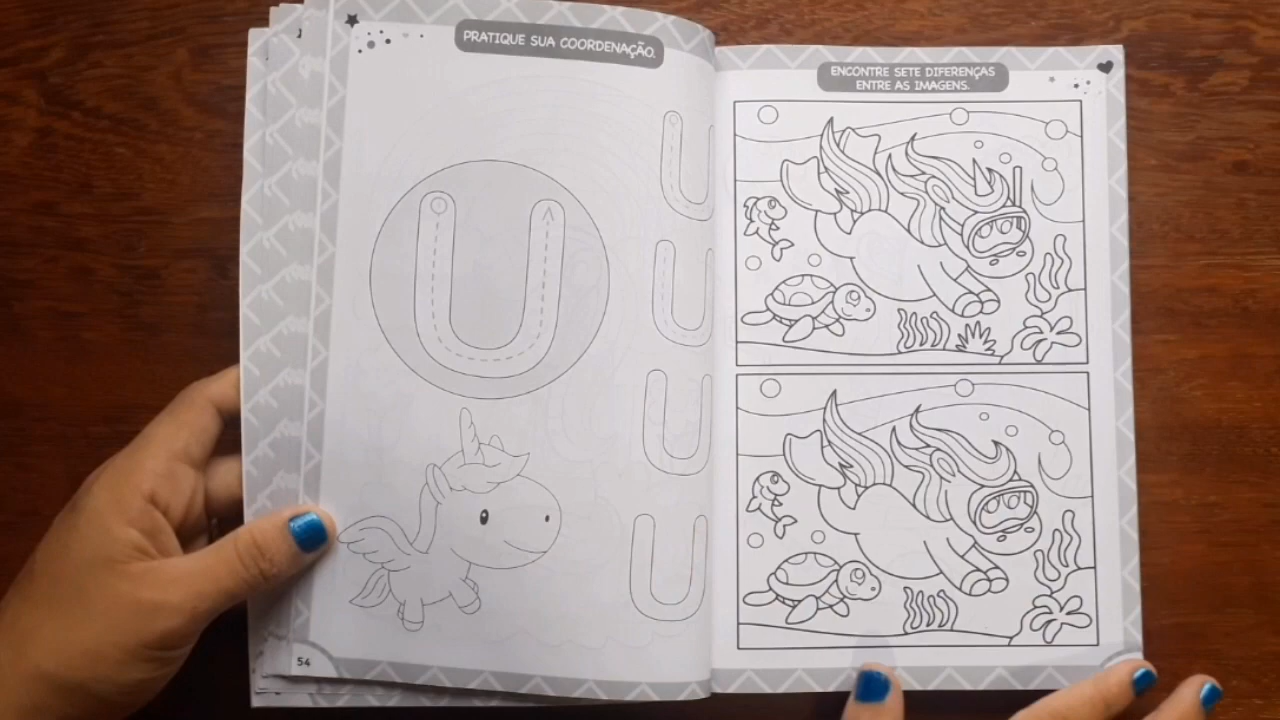 PRATIQUE SUA COORDENAÇÃO.
U
U
U
U
U
54
ENCONTRE SETE DIFERENÇAS
ENTRE AS IMAGENS.